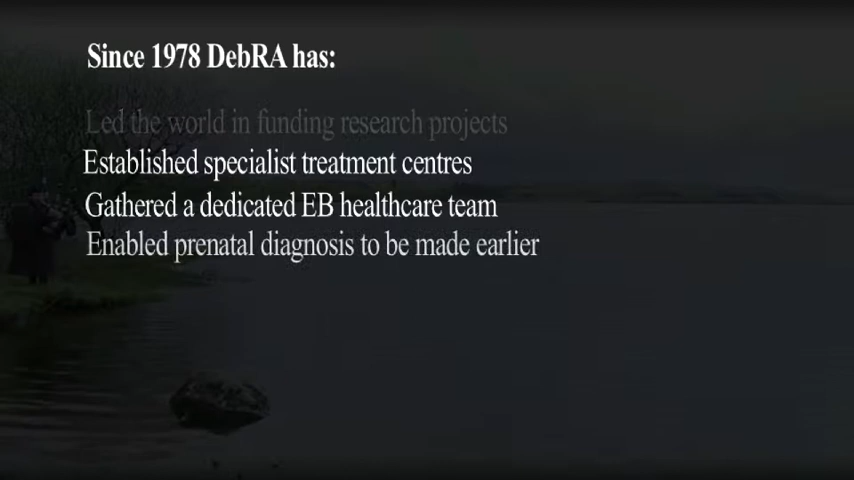 Since 1978 DebRA has:
Led the world in funding research projects
Established specialist treatment centres
Gathered a dedicated EB healthcare team
Enabled prenatal diagnosis to be made earlier